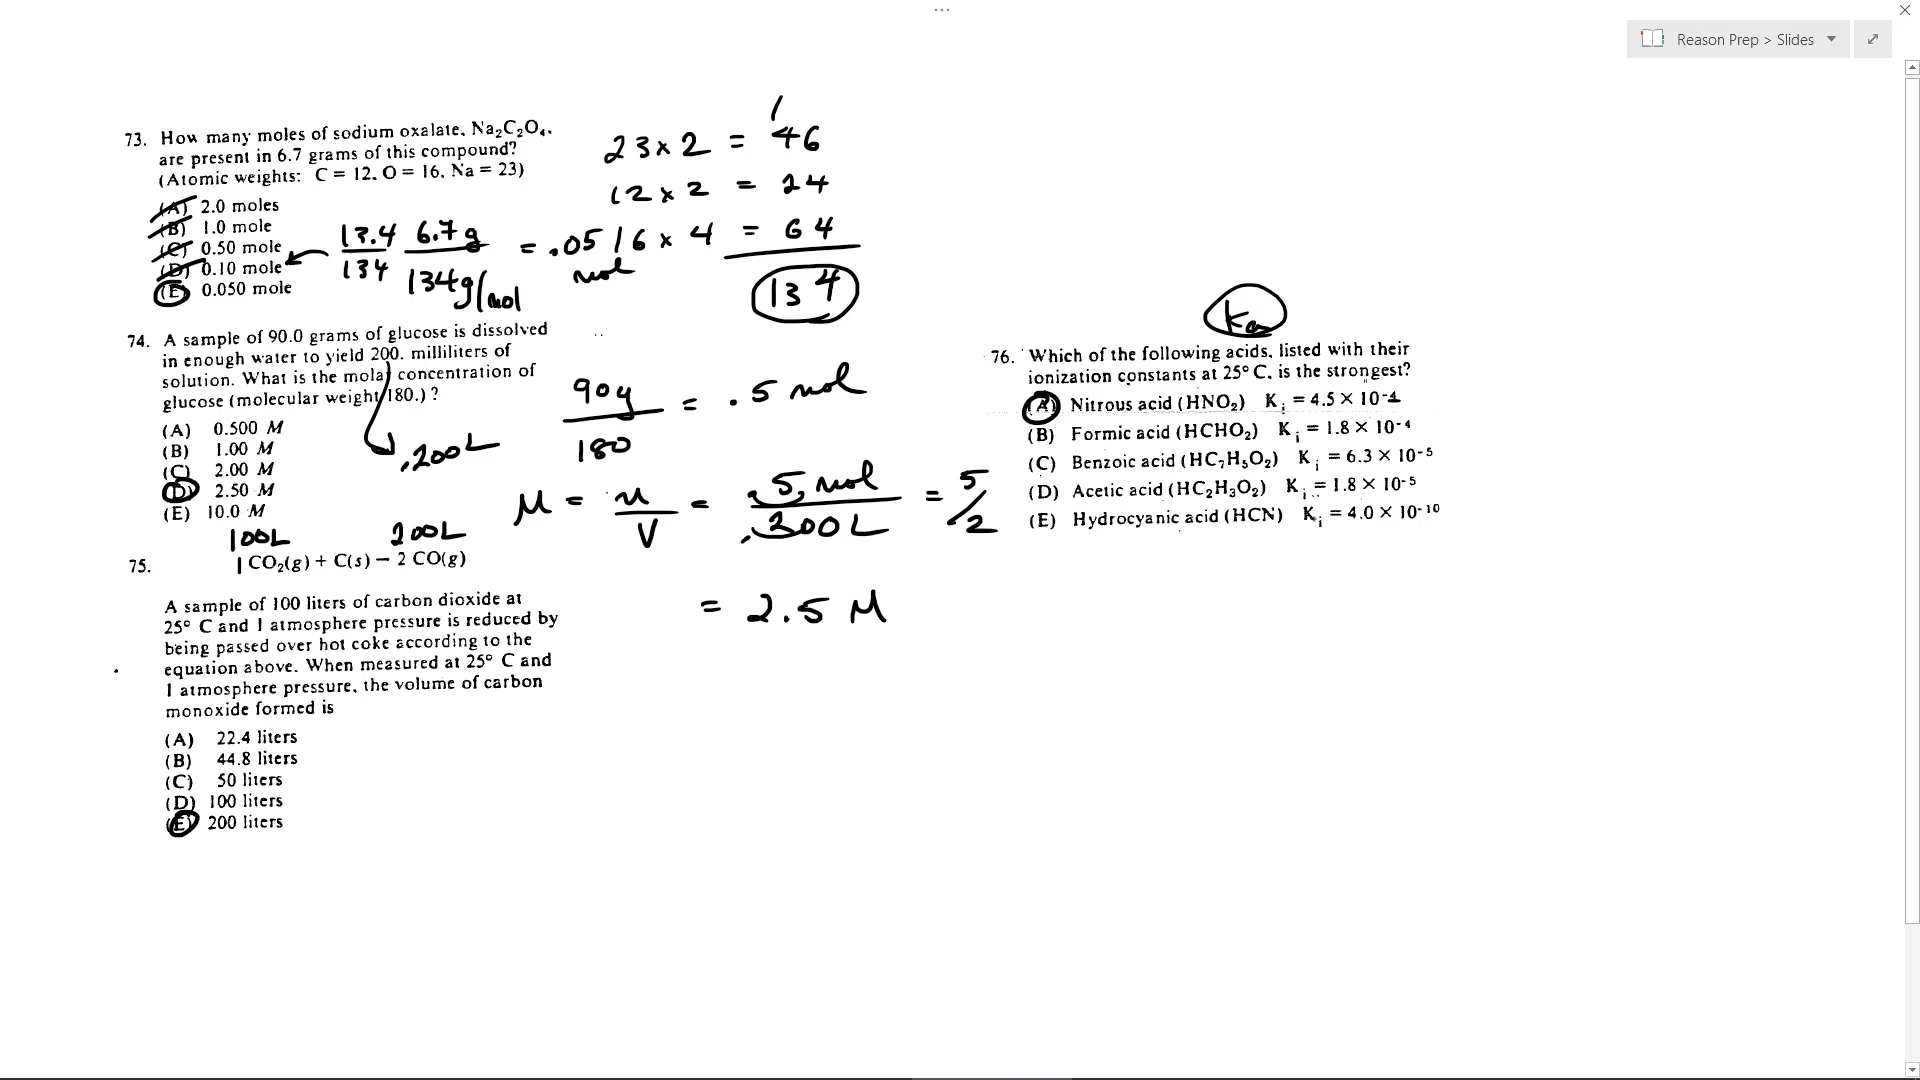 ...
Reason Prep > Slides
73. How many moles of sodium oxalate, Na₂C₂O₄,
are present in 6.7 grams of this compound?
(Atomic weights: C = 12, O = 16, Na = 23)
(A) 2.0 moles
(B) 1.0 mole
(C) 0.50 mole
(D) 0.10 mole
(E) 0.050 mole
13.4
134
6.7g
134g/mol
= .05
mol
1
23 x 2 = 46
12 x 2 = 24
16 x 4 = 64
134
74. A sample of 90.0 grams of glucose is dissolved
in enough water to yield 200. milliliters of
solution. What is the molar concentration of
glucose (molecular weight 180.) ?
(A) 0.500 M
(B) 1.00 M
(C) 2.00 M
(D) 2.50 M
(E) 10.0 M
.200L
90g
180
= .5 mol
M = n / V = .5 mol / .200L = 5/2
= 2.5 M
100L 200L
75. 1 CO₂(g) + C(s) — 2 CO(g)
A sample of 100 liters of carbon dioxide at
25° C and 1 atmosphere pressure is reduced by
being passed over hot coke according to the
equation above. When measured at 25° C and
1 atmosphere pressure, the volume of carbon
monoxide formed is
(A) 22.4 liters
(B) 44.8 liters
(C) 50 liters
(D) 100 liters
(E) 200 liters
Ka
76. Which of the following acids, listed with their
ionization constants at 25° C, is the strongest?
(A) Nitrous acid (HNO₂) Kᵢ = 4.5 × 10⁻⁴
(B) Formic acid (HCHO₂) Kᵢ = 1.8 × 10⁻⁴
(C) Benzoic acid (HC₇H₅O₂) Kᵢ = 6.3 × 10⁻⁵
(D) Acetic acid (HC₂H₃O₂) Kᵢ = 1.8 × 10⁻⁵
(E) Hydrocyanic acid (HCN) Kᵢ = 4.0 × 10⁻¹⁰